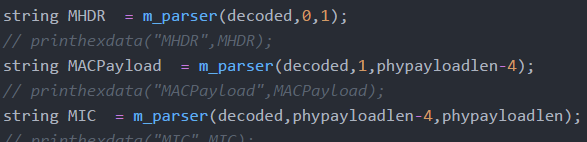 string MHDR  = m_parser(decoded,0,1);
// printhexdata("MHDR",MHDR);
string MACPayload  = m_parser(decoded,1,phypayloadlen-4);
// printhexdata("MACPayload",MACPayload);
string MIC  = m_parser(decoded,phypayloadlen-4,phypayloadlen);
// printhexdata("MIC",MIC);